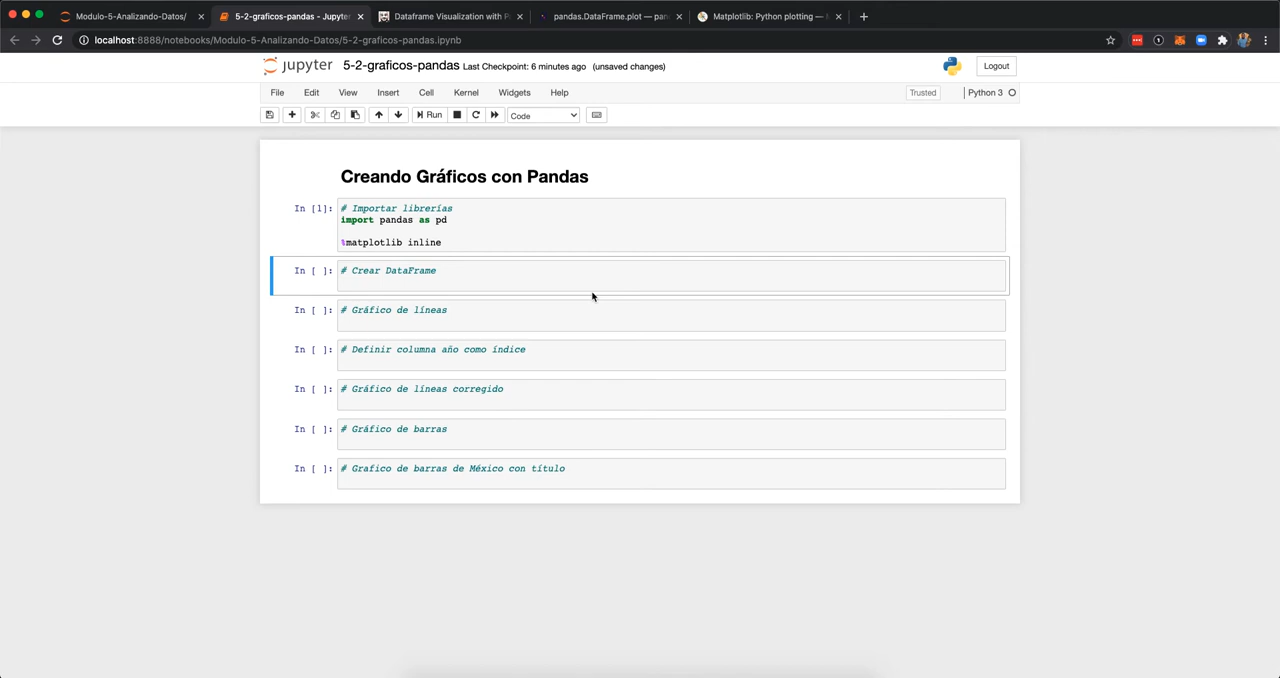 Modulo-5-Analizando-Datos/
5-2-graficos-pandas - Jupyter
Dataframe Visualization with P
pandas.DataFrame.plot — pan
Matplotlib: Python plotting — M
localhost:8888/notebooks/Modulo-5-Analizando-Datos/5-2-graficos-pandas.ipynb
jupyter 5-2-graficos-pandas Last Checkpoint: 6 minutes ago (unsaved changes)
Logout
File Edit View Insert Cell Kernel Widgets Help
Trusted
Python 3
Run
Code
Creando Gráficos con Pandas
In [1]: # Importar librerías
import pandas as pd
%matplotlib inline
In [ ]: # Crear DataFrame
In [ ]: # Gráfico de líneas
In [ ]: # Definir columna año como índice
In [ ]: # Gráfico de líneas corregido
In [ ]: # Gráfico de barras
In [ ]: # Grafico de barras de México con título